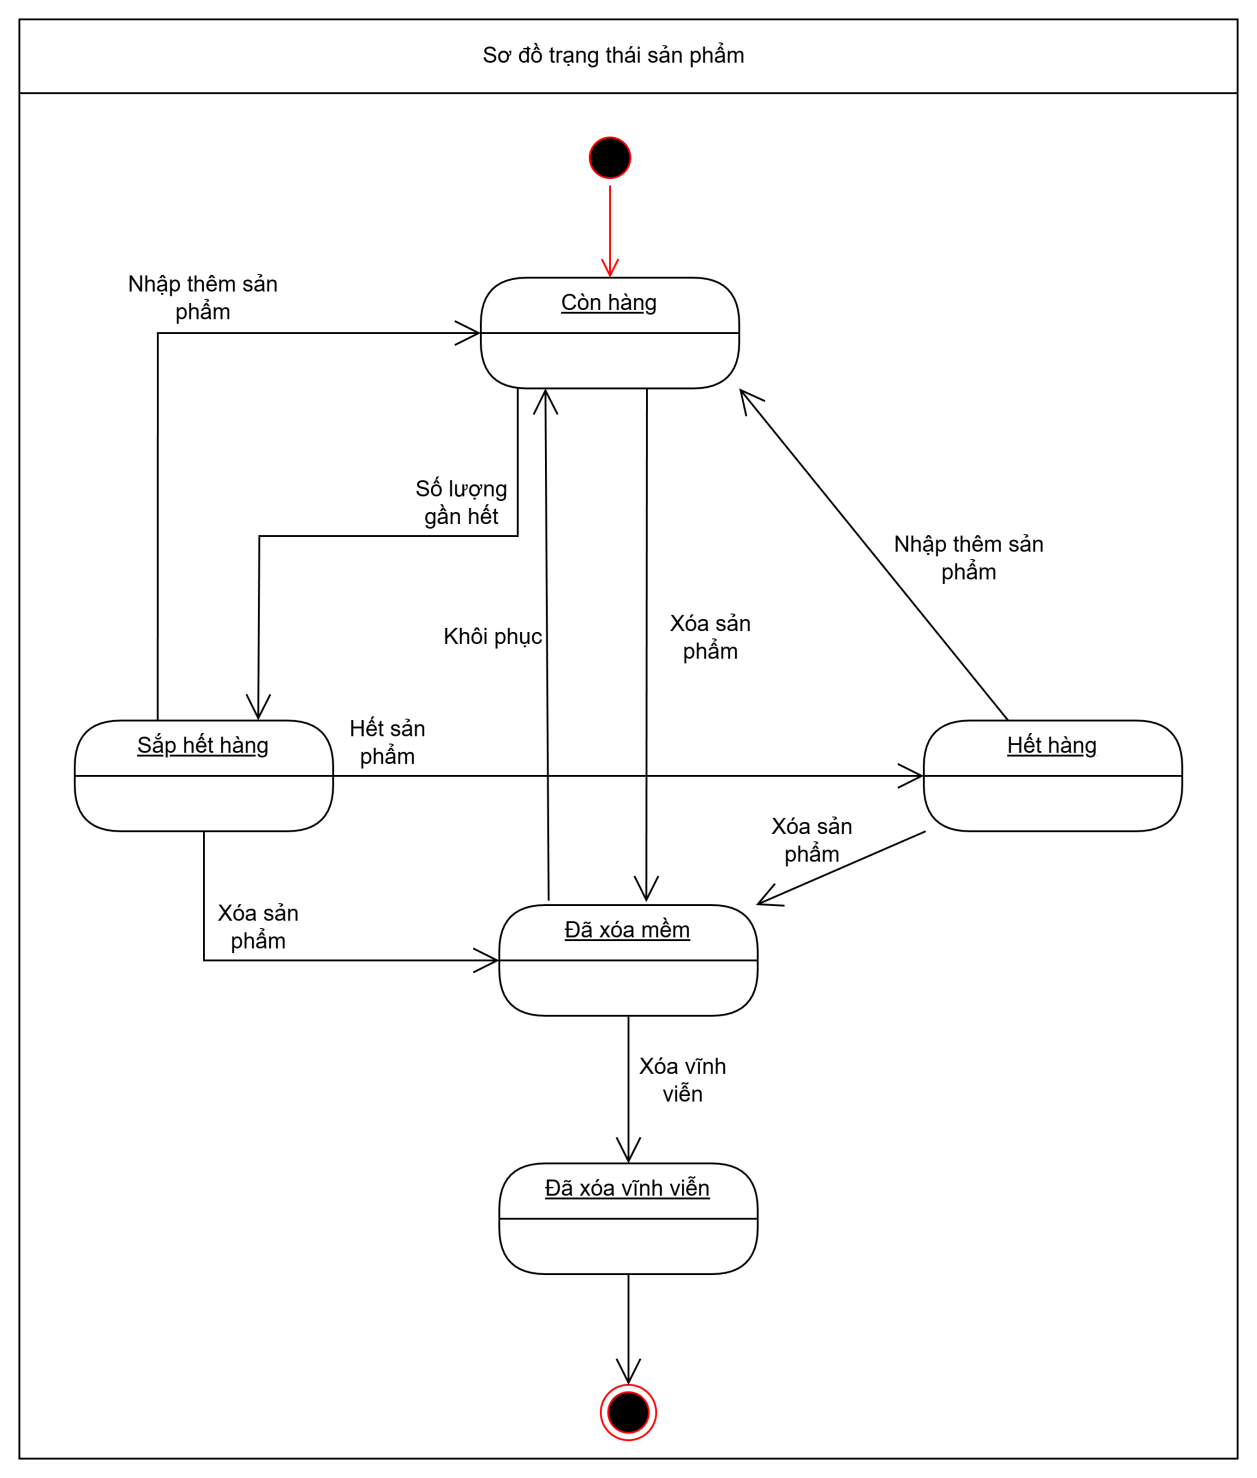 Sơ đồ trạng thái sản phẩm
Còn hàng
Nhập thêm sản
phẩm
Số lượng
gần hết
Nhập thêm sản
phẩm
Khôi phục
Xóa sản
phẩm
Sắp hết hàng
Hết sản
phẩm
Hết hàng
Xóa sản
phẩm
Xóa sản
phẩm
Đã xóa mềm
Xóa vĩnh
viễn
Đã xóa vĩnh viễn